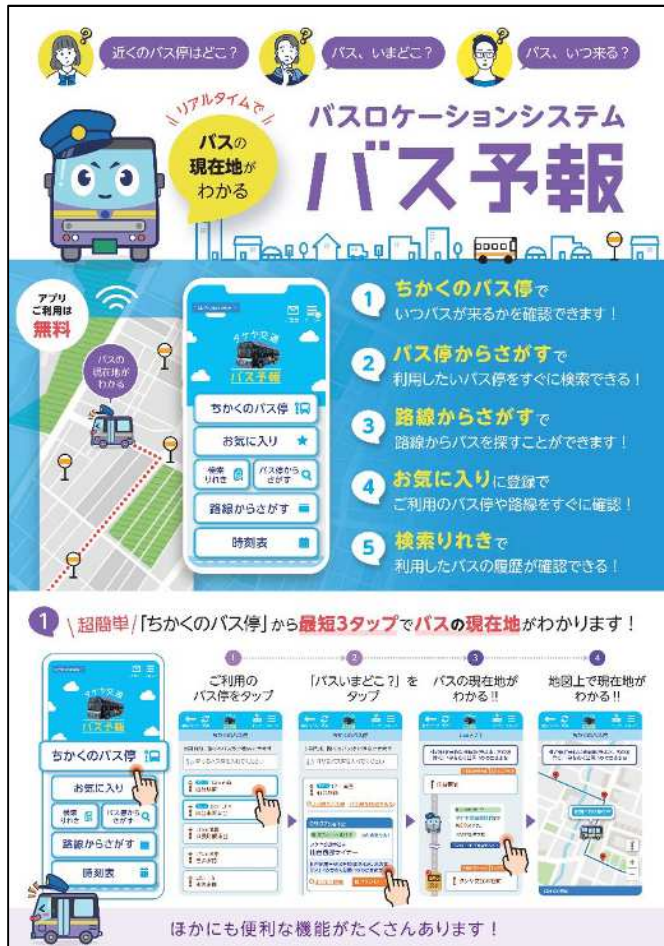 近くのバス停はどこ？
バス、いまどこ？
バス、いつ来る？
リアルタイムで
バスの
現在地が
わかる
バスロケーションシステム
バス予報
アプリ
ご利用は
無料
バスの
現在地が
わかる
タケヤ交通
バス予報
ちかくのバス停
お気に入り
検索
りれき
バス停から
さがす
路線からさがす
時刻表
1 ちかくのバス停で
いつバスが来るかを確認できます！
2 バス停からさがすで
利用したいバス停をすぐに検索できる！
3 路線からさがすで
路線からバスを探すことができます！
4 お気に入りに登録で
ご利用のバス停や路線をすぐに確認！
5 検索りれきで
利用したバスの履歴が確認できる！
1 超簡単「ちかくのバス停」から最短3タップでバスの現在地がわかります！
タケヤ交通
バス予報
ちかくのバス停
お気に入り
検索
りれき
バス停から
さがす
路線からさがす
時刻表
1
ご利用の
バス停をタップ
2
「バスいまどこ？」を
タップ
3
バスの現在地が
わかる!!
4
地図上で現在地が
わかる!!
ほかにも便利な機能がたくさんあります！